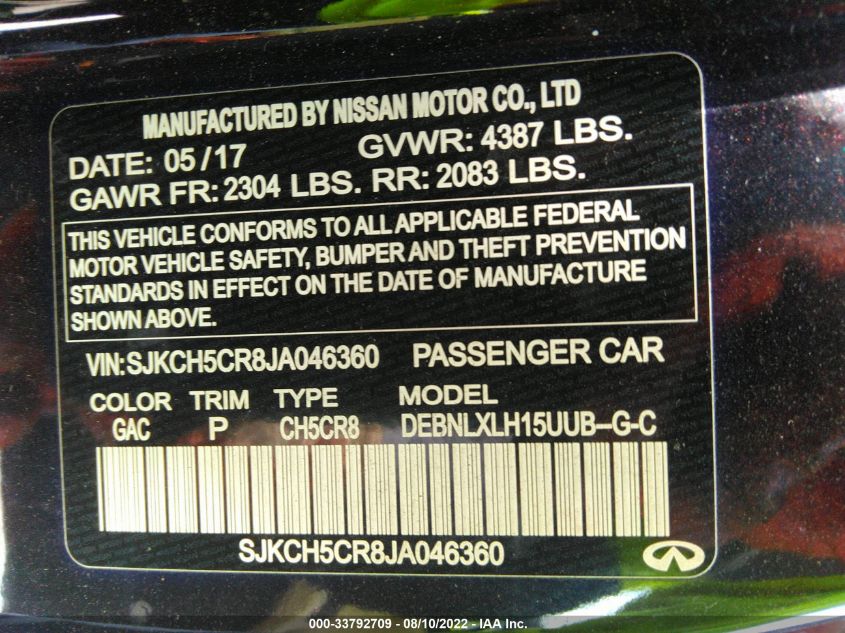 MANUFACTURED BY NISSAN MOTOR CO., LTD
DATE: 05/17 GVWR: 4387 LBS.
GAWR FR: 2304 LBS. RR: 2083 LBS.
THIS VEHICLE CONFORMS TO ALL APPLICABLE FEDERAL
MOTOR VEHICLE SAFETY, BUMPER AND THEFT PREVENTION
STANDARDS IN EFFECT ON THE DATE OF MANUFACTURE
SHOWN ABOVE.
VIN:SJKCH5CR8JA046360 PASSENGER CAR
COLOR TRIM TYPE MODEL
GAC P CH5CR8 DEBNLXLH15UUB--G-C
SJKCH5CR8JA046360
000-33792709 - 08/10/2022 - IAA Inc.